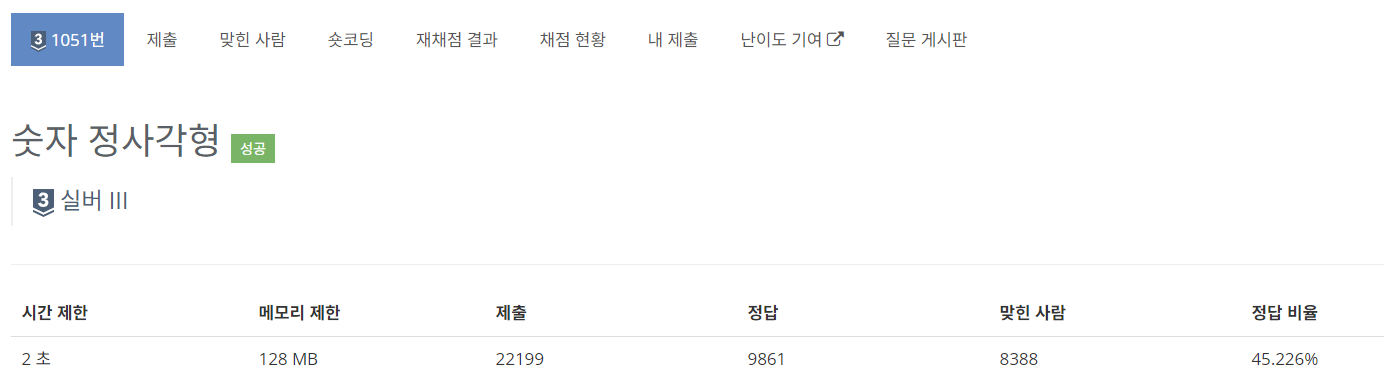 3 1051번 제출 맞힌 사람 숏코딩 재채점 결과 채점 현황 내 제출 난이도 기여 질문 게시판
숫자 정사각형 성공
3 실버 III
시간 제한 메모리 제한 제출 정답 맞힌 사람 정답 비율
2 초 128 MB 22199 9861 8388 45.226%